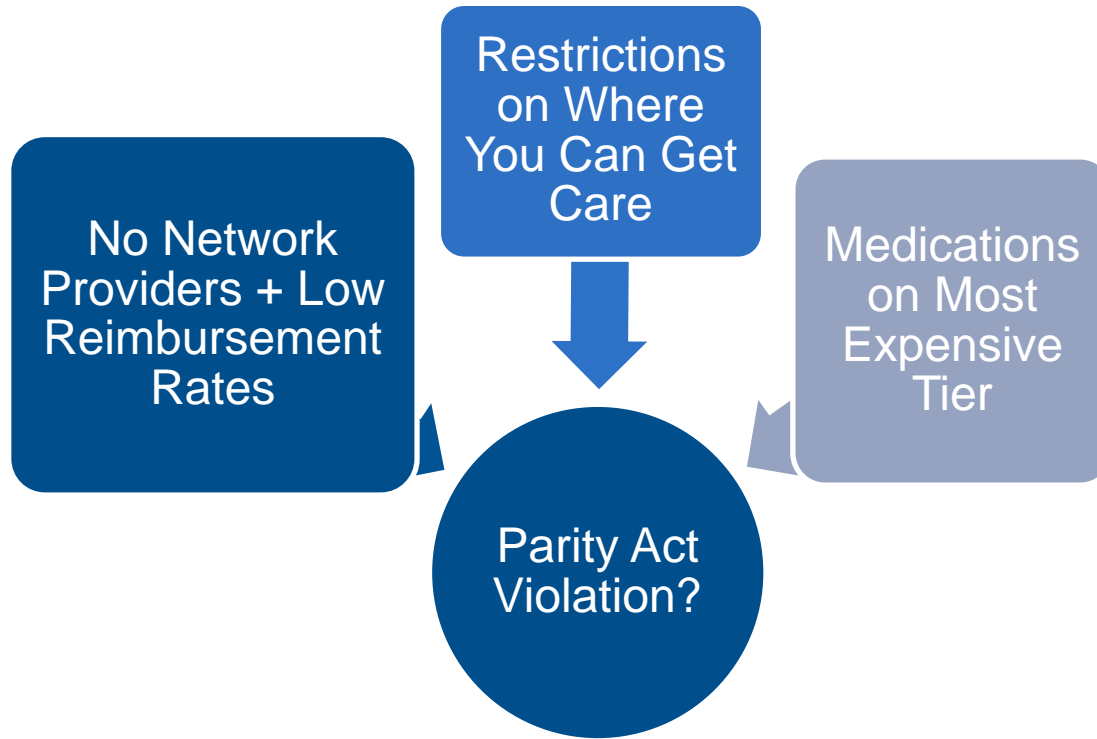 Restrictions
on Where
You Can Get
Care
No Network
Providers + Low
Reimbursement
Rates
Medications
on Most
Expensive
Tier
Parity Act
Violation?